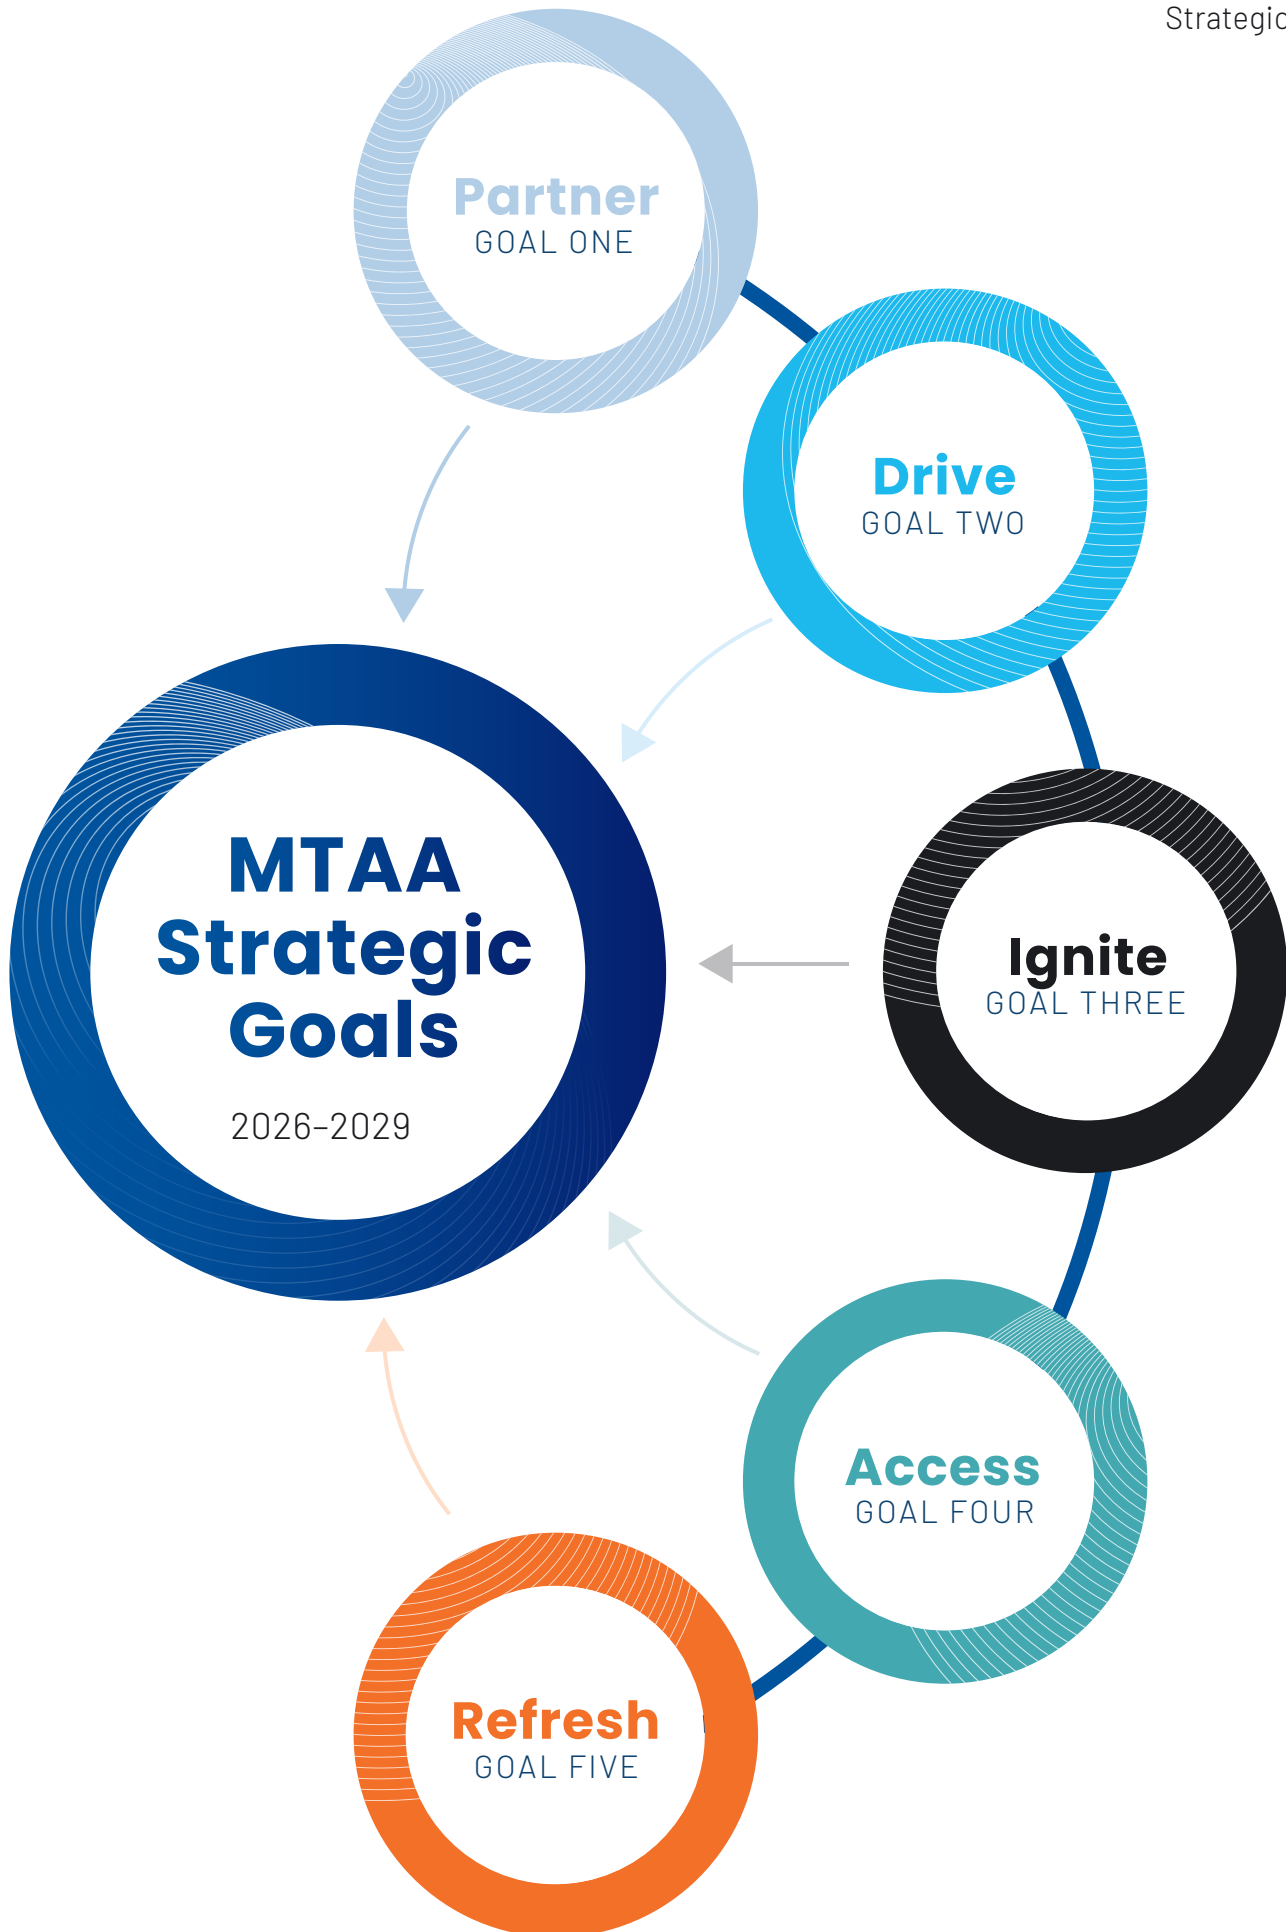 Strategic
Partner
GOAL ONE
Drive
GOAL TWO
MTAA
Strategic
Goals
2026–2029
Ignite
GOAL THREE
Access
GOAL FOUR
Refresh
GOAL FIVE